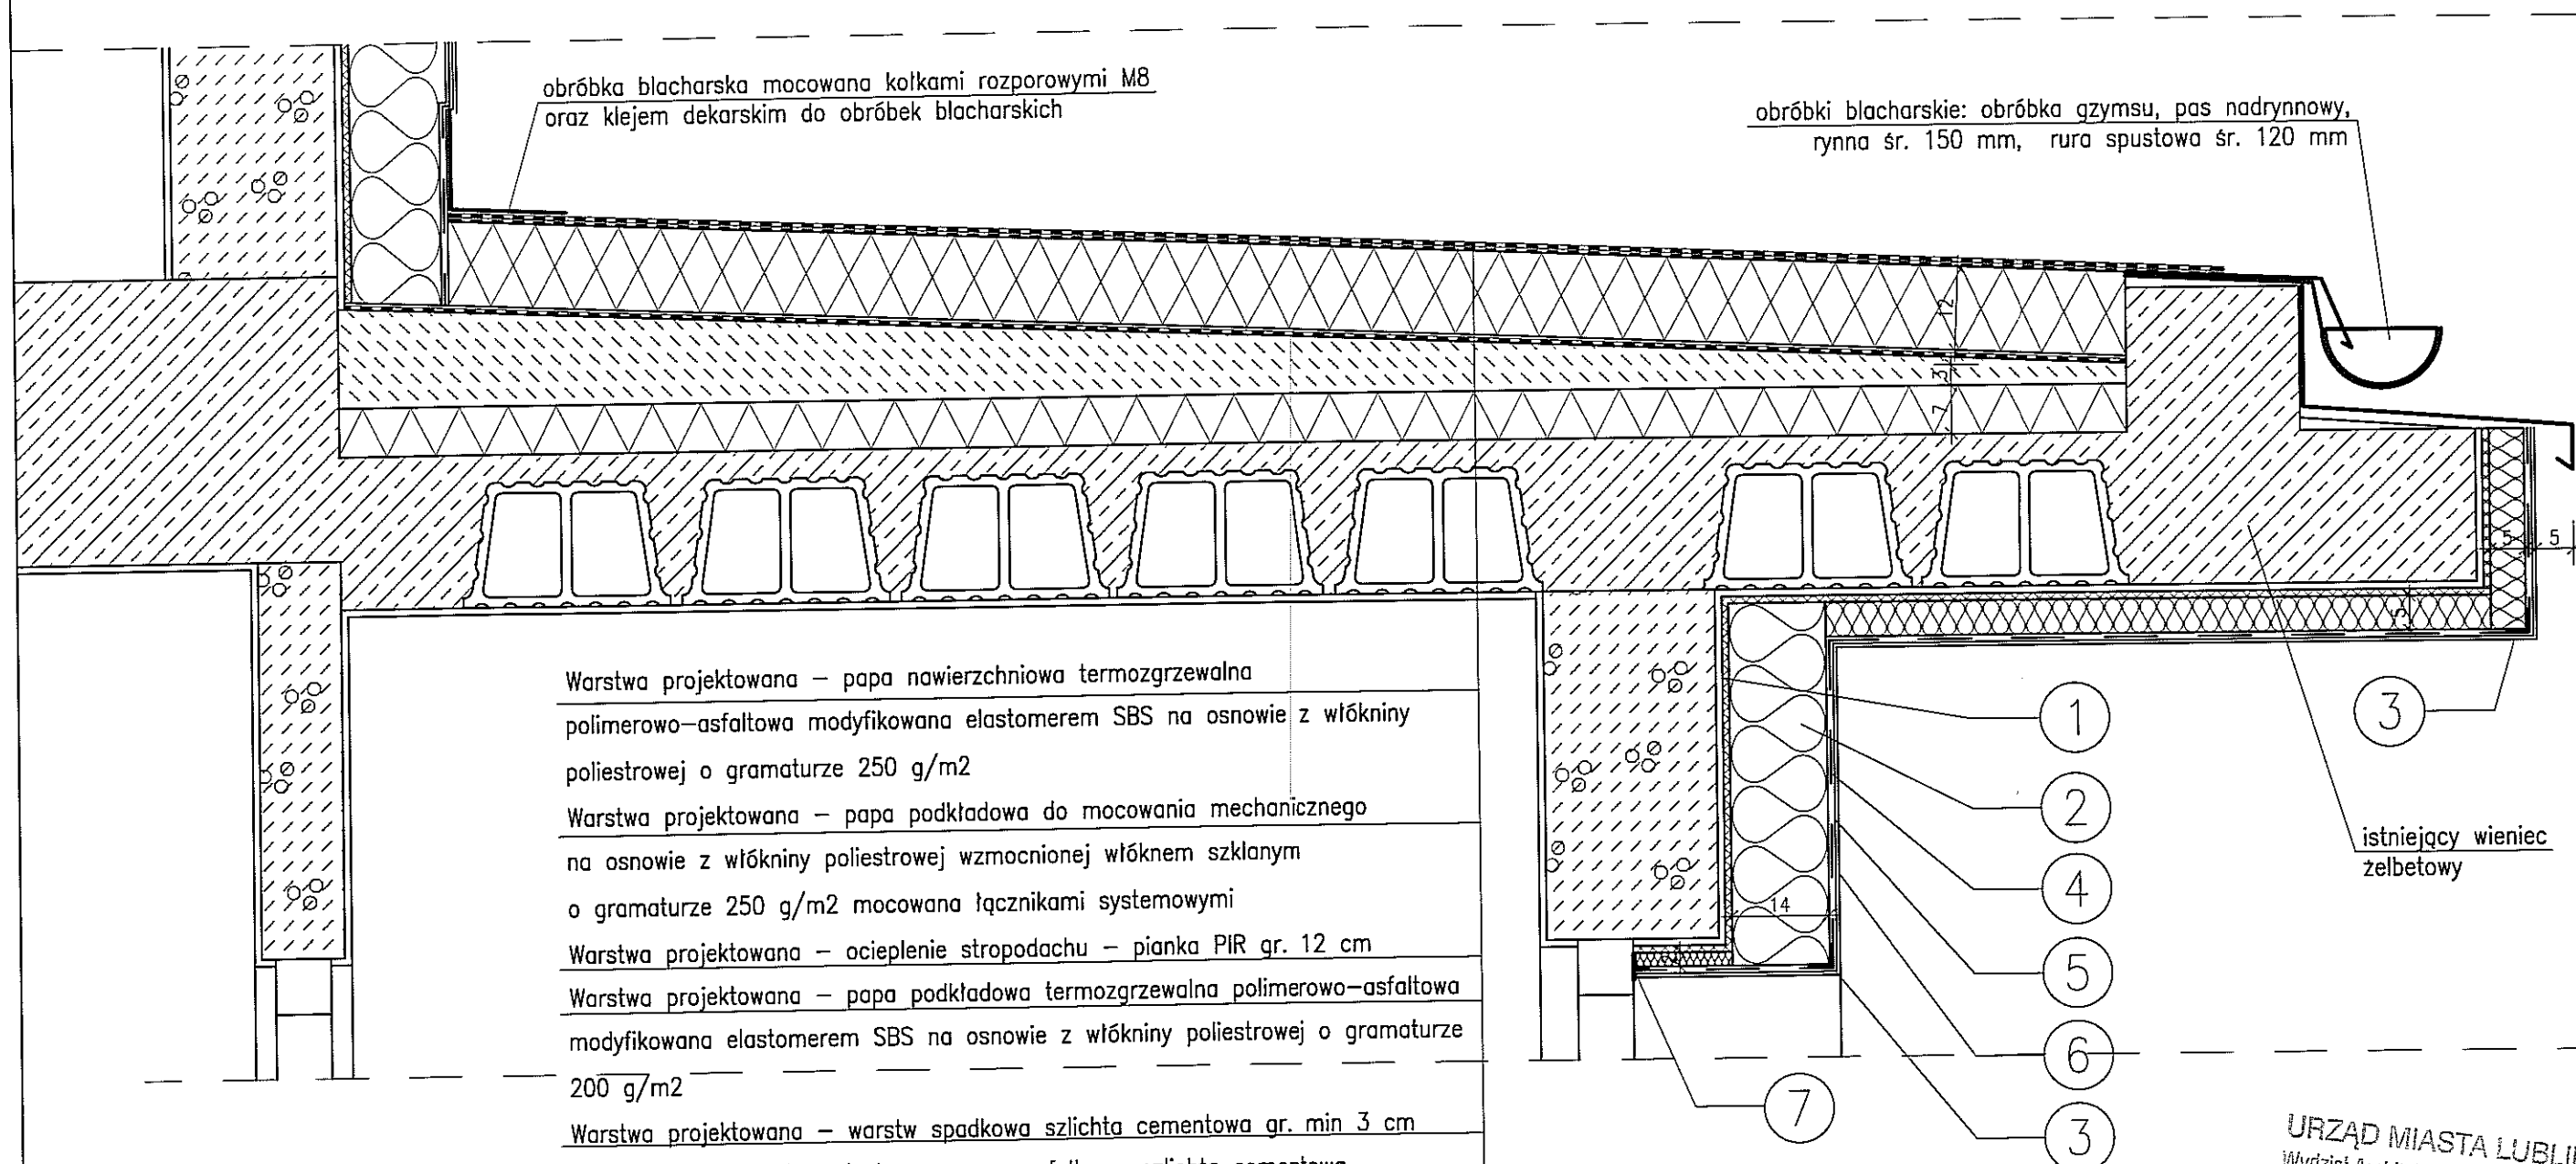 obróbka blacharska mocowana kołkami rozporowymi M8
oraz klejem dekarskim do obróbek blacharskich
obróbki blacharskie: obróbka gzymsu, pas nadrynnowy,
rynna śr. 150 mm, rura spustowa śr. 120 mm
12
3
7
5 5
5
14
Warstwa projektowana – papa nawierzchniowa termozgrzewalna
polimerowo-asfaltowa modyfikowana elastomerem SBS na osnowie z włókniny
poliestrowej o gramaturze 250 g/m2
Warstwa projektowana – papa podkładowa do mocowania mechanicznego
na osnowie z włókniny poliestrowej wzmocnionej włóknem szklanym
o gramaturze 250 g/m2 mocowana łącznikami systemowymi
Warstwa projektowana – ocieplenie stropodachu – pianka PIR gr. 12 cm
Warstwa projektowana – papa podkładowa termozgrzewalna polimerowo-asfaltowa
modyfikowana elastomerem SBS na osnowie z włókniny poliestrowej o gramaturze
200 g/m2
Warstwa projektowana – warstw spadkowa szlichta cementowa gr. min 3 cm
1
2
4
5
6
3
7
3
istniejący wieniec
żelbetowy
URZĄD MIASTA